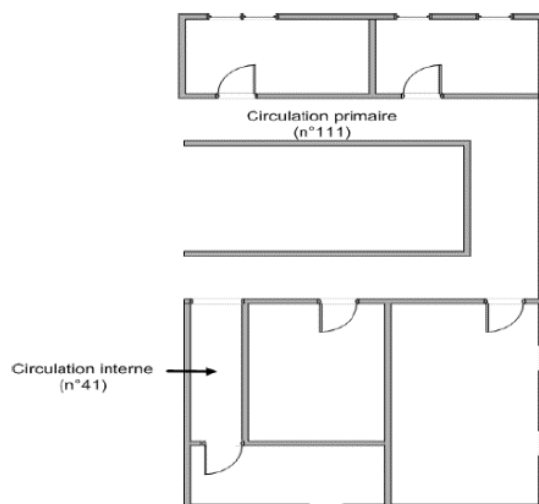 Circulation primaire
(n°111)
Circulation interne
(n°41)